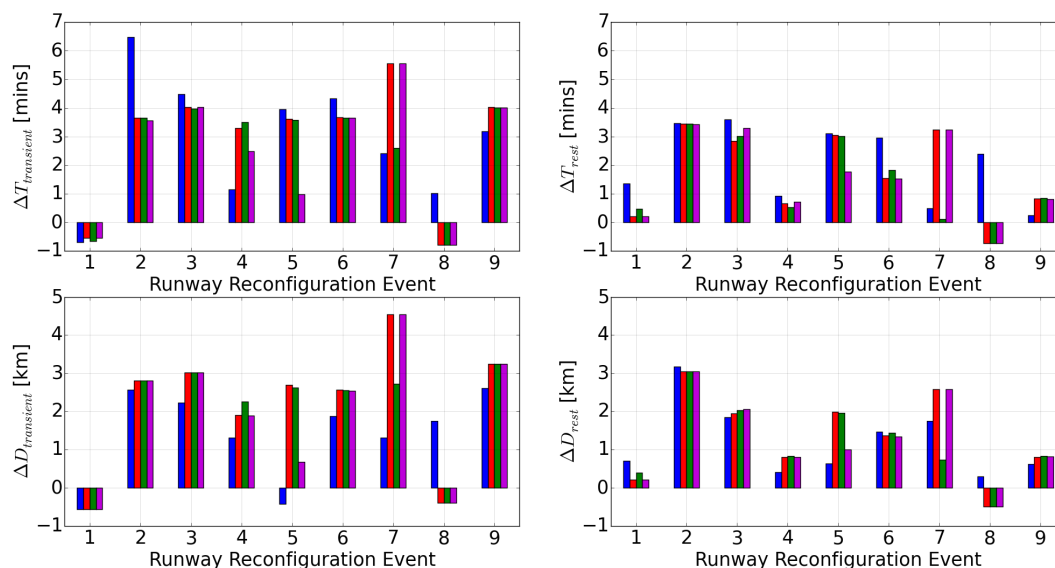 7
6
5
4
3
2
1
0
−1
ΔT_transient [mins]
1 2 3 4 5 6 7 8 9
Runway Reconfiguration Event
7
6
5
4
3
2
1
0
−1
ΔT_rest [mins]
1 2 3 4 5 6 7 8 9
Runway Reconfiguration Event
5
4
3
2
1
0
−1
ΔD_transient [km]
1 2 3 4 5 6 7 8 9
Runway Reconfiguration Event
5
4
3
2
1
0
−1
ΔD_rest [km]
1 2 3 4 5 6 7 8 9
Runway Reconfiguration Event